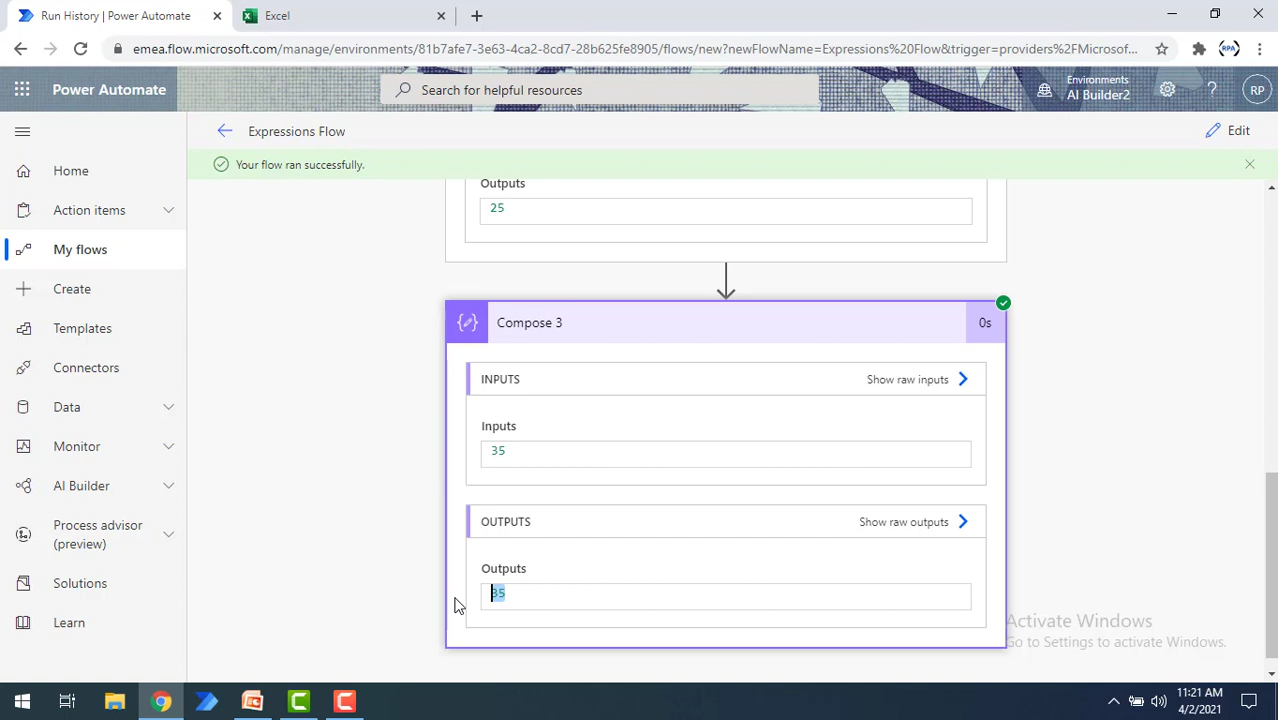 Run History | Power Automate
Excel
emea.flow.microsoft.com/manage/environments/81b7afe7-3e63-4ca2-8cd7-28b625fe8905/flows/new?newFlowName=Expressions%20Flow&trigger=providers%2FMicrosof...
RPA
Power Automate
Search for helpful resources
Environments
AI Builder2
RP
Expressions Flow
Edit
Your flow ran successfully.
Home
Action items
My flows
Create
Templates
Connectors
Data
Monitor
AI Builder
Process advisor
(preview)
Solutions
Learn
Outputs
25
Compose 3
0s
INPUTS
Show raw inputs
Inputs
35
OUTPUTS
Show raw outputs
Outputs
35
Activate Windows
Go to Settings to activate Windows.
11:21 AM
4/2/2021